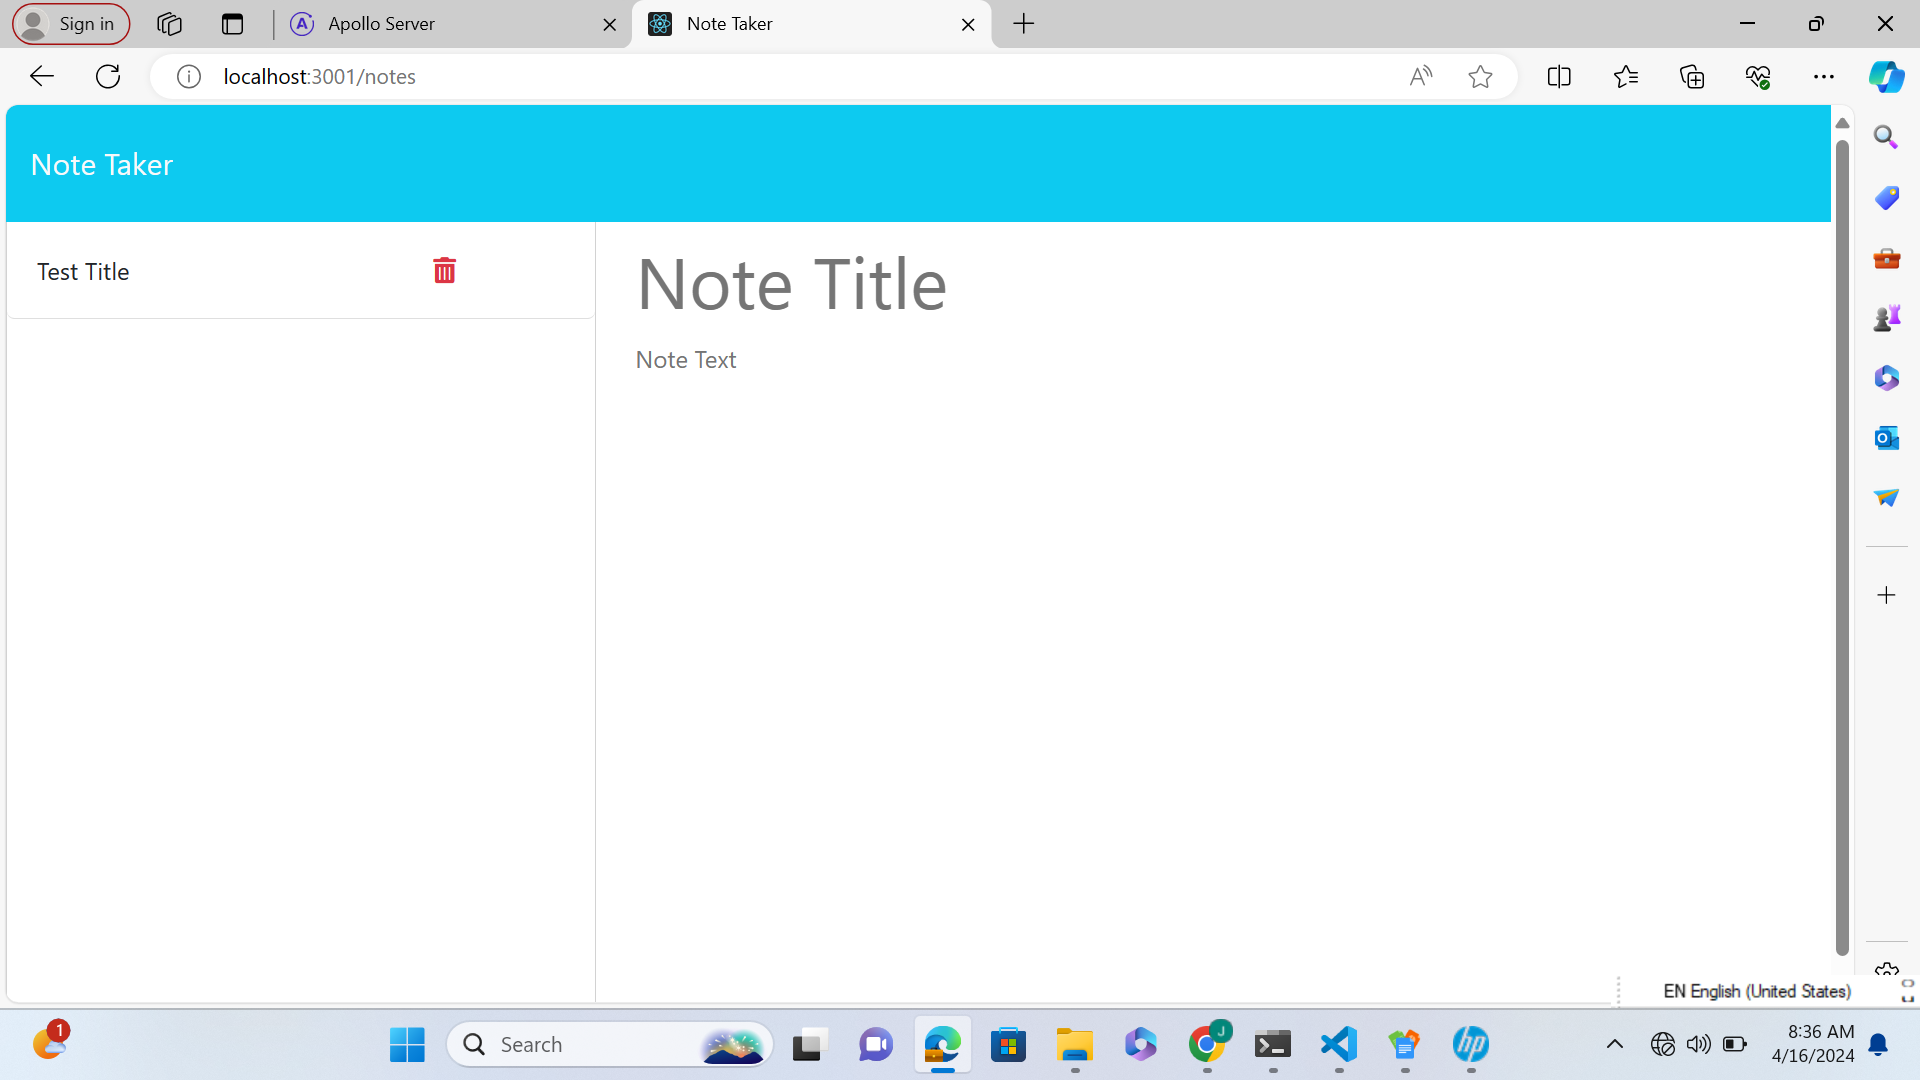 Sign in
Apollo Server
Note Taker
localhost:3001/notes
Note Taker
Test Title
Note Title
Note Text
EN English (United States)
1
Search
J
8:36 AM
4/16/2024